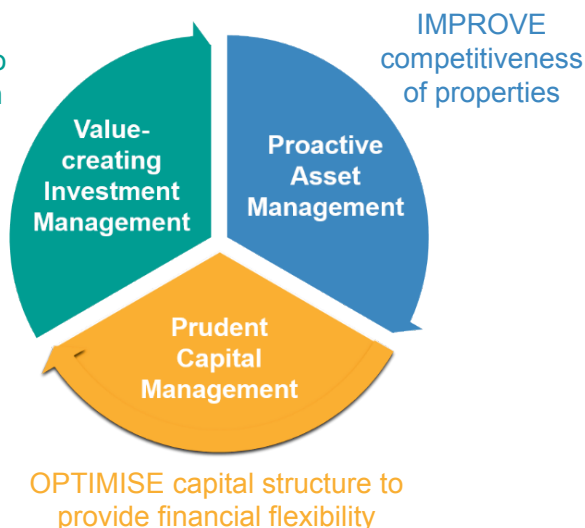 IMPROVE
competitiveness
of properties
Value-
creating
Investment
Management
Proactive
Asset
Management
Prudent
Capital
Management
OPTIMISE capital structure to
provide financial flexibility